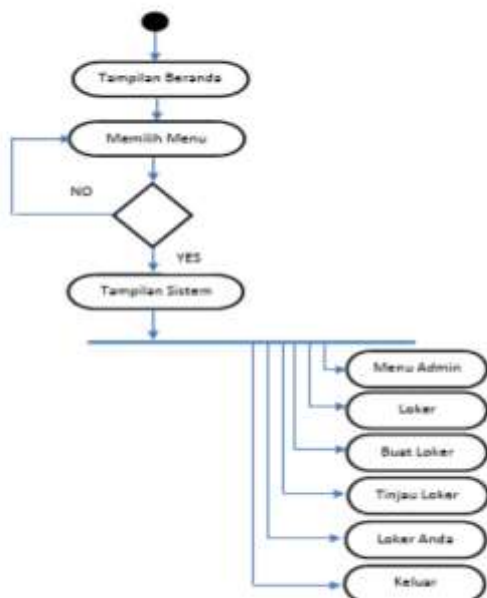 Tampilan Beranda
Memilih Menu
NO
YES
Tampilan Sistem
Menu Admin
Loker
Buat Loker
Tinjau Loker
Loker Anda
Keluar